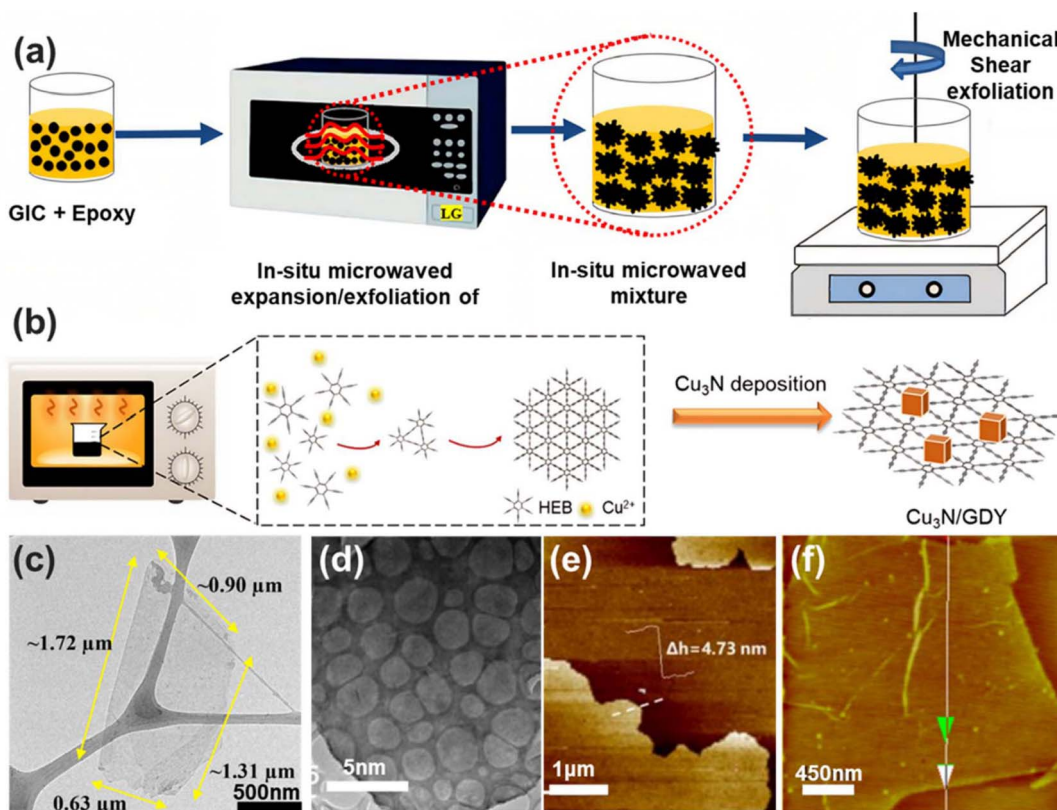 (a)
Mechanical
Shear
exfoliation
GIC + Epoxy
LG
In-situ microwaved
expansion/exfoliation of
In-situ microwaved
mixture
(b)
Cu₃N deposition
HEB
Cu²⁺
Cu₃N/GDY
(c)
~0.90 µm
~1.72 µm
~1.31 µm
0.63 µm
500nm
(d)
5nm
(e)
Δh=4.73 nm
1µm
(f)
450nm